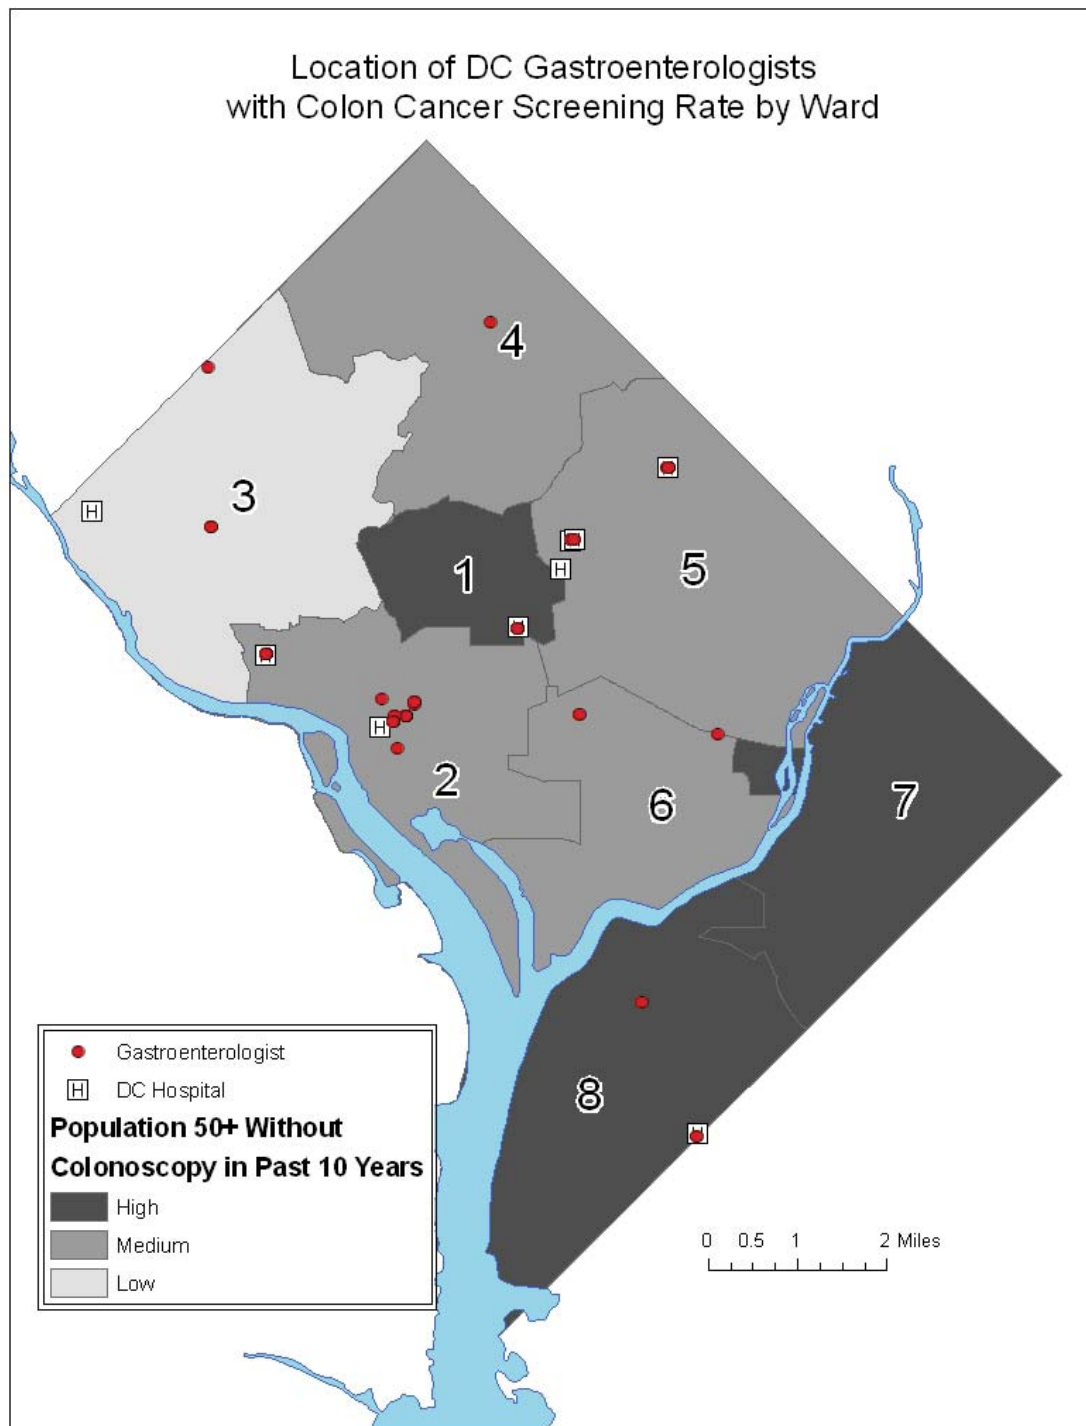 Location of DC Gastroenterologists
with Colon Cancer Screening Rate by Ward
4
3
1
5
2
6
7
8
H
H
H
Gastroenterologist
H DC Hospital
Population 50+ Without
Colonoscopy in Past 10 Years
High
Medium
Low
0 0.5 1 2 Miles